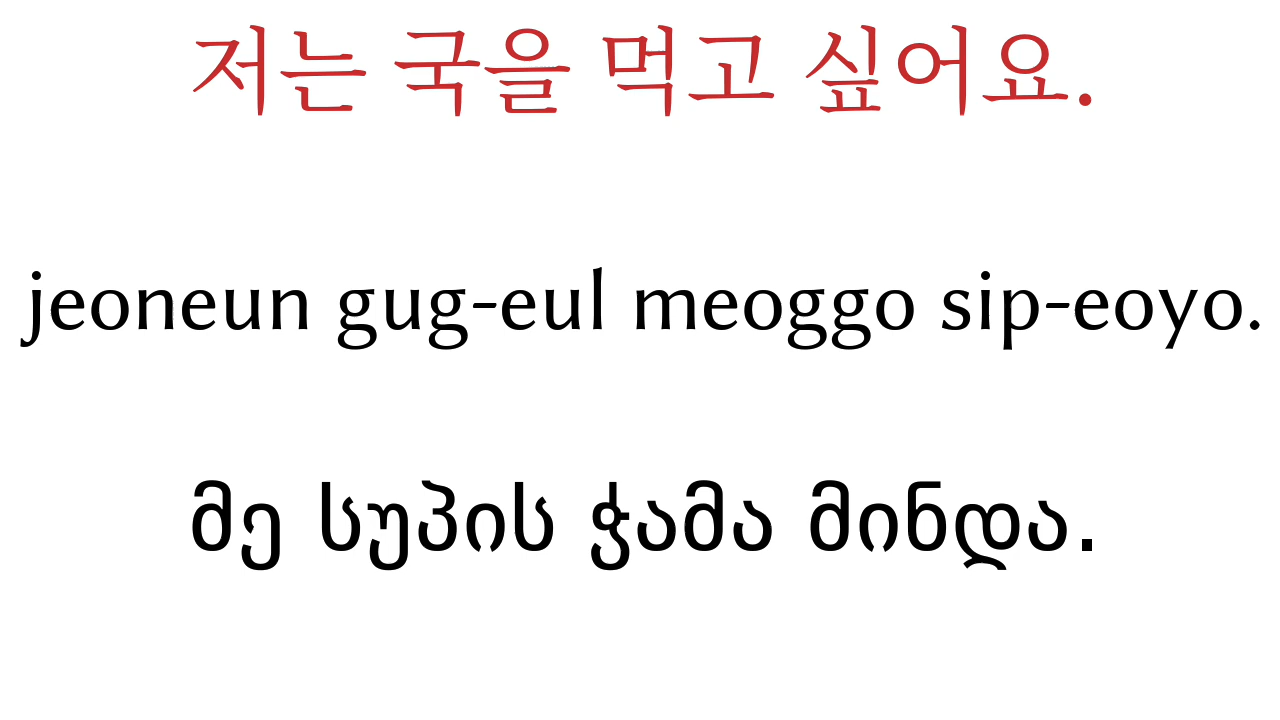 저는 국을 먹고 싶어요.
jeoneun gug-eul meoggo sip-eoyo.
მე სუპის ჭამა მინდა.